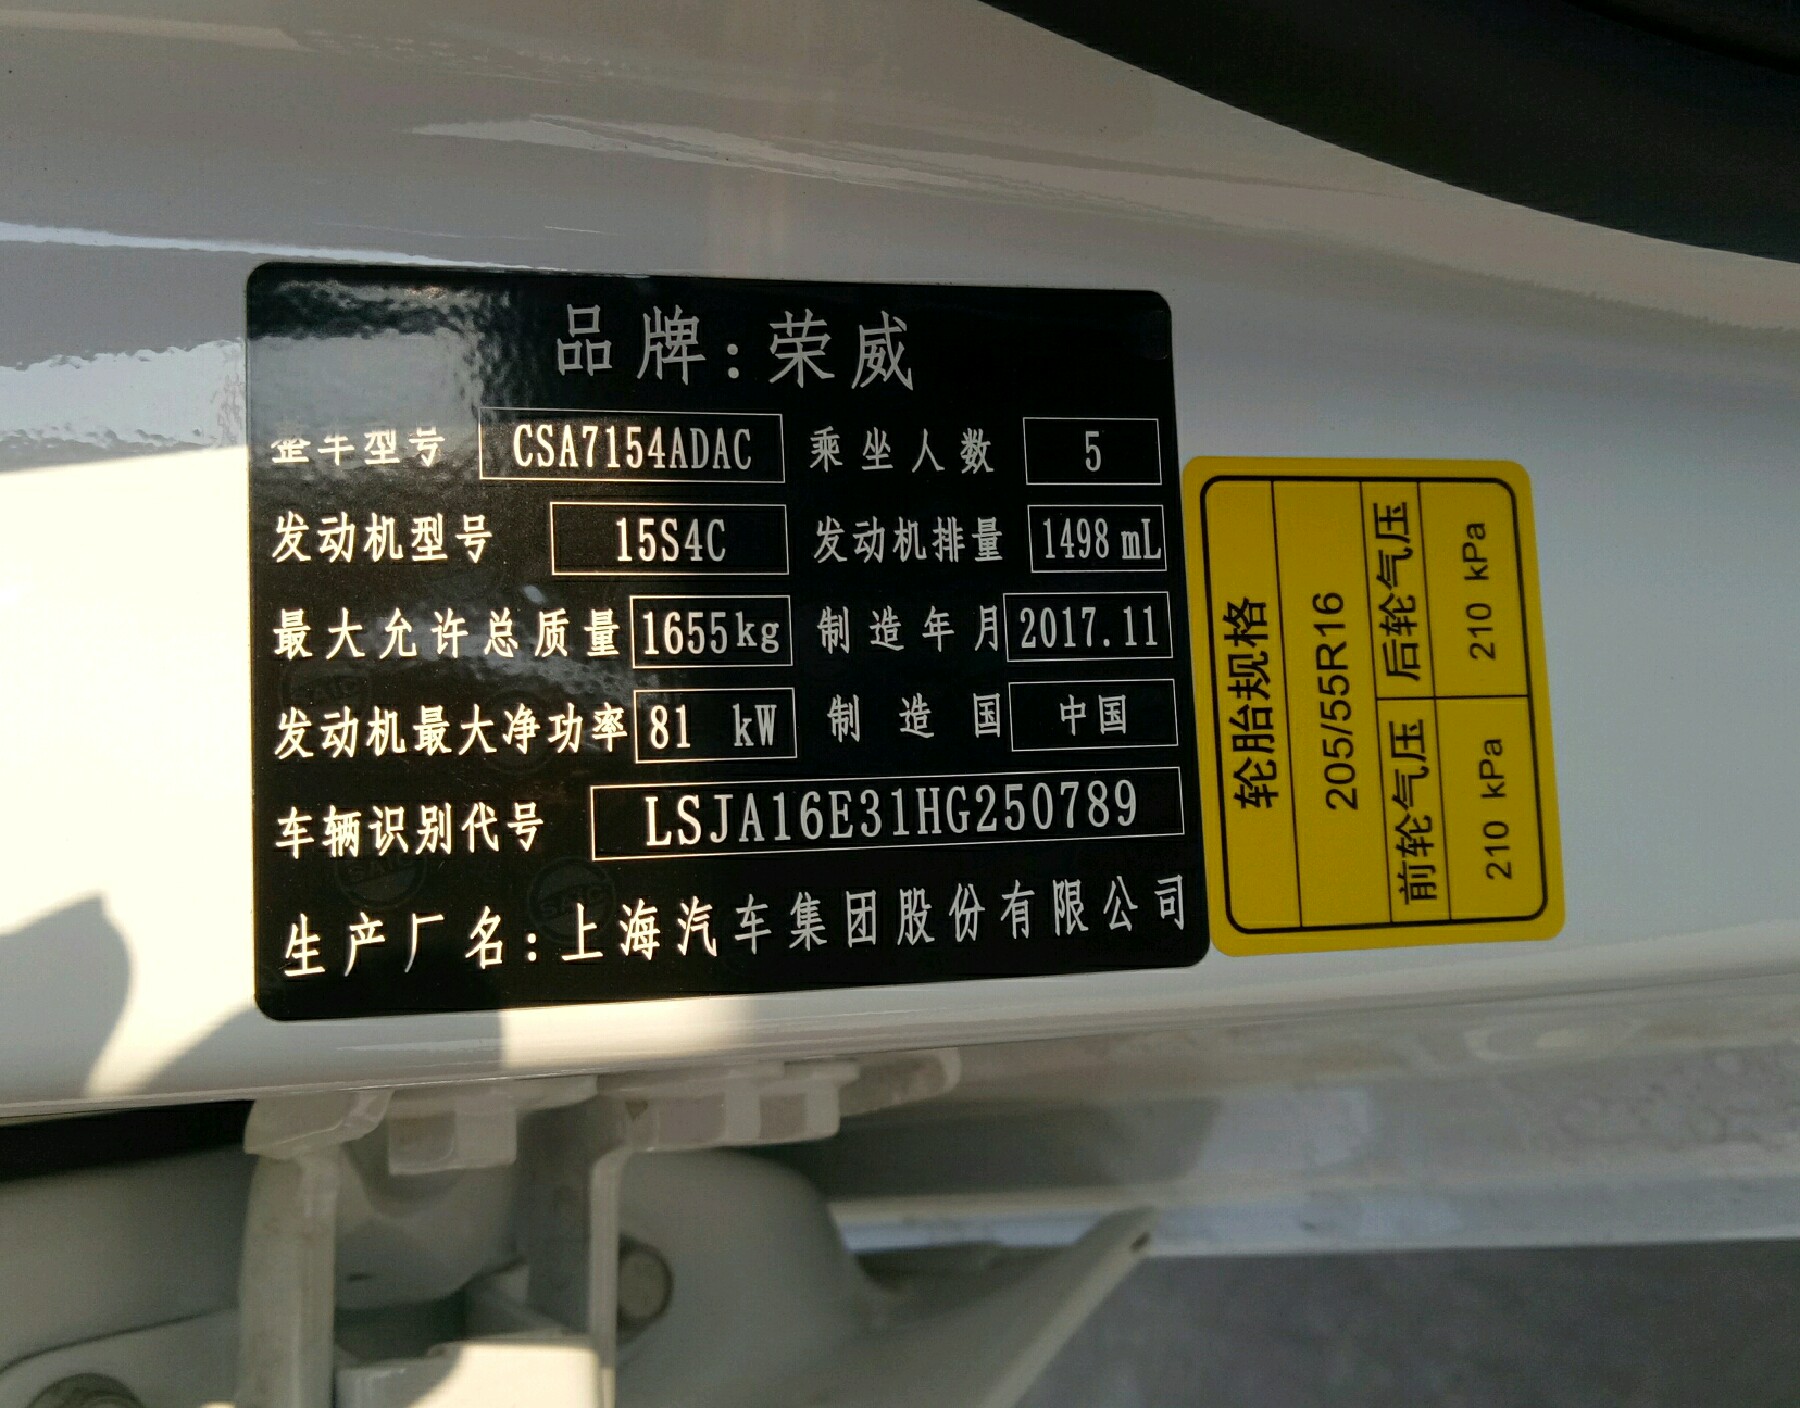 品牌:荣威
整车型号 CSA7154ADAC 乘坐人数 5
发动机型号 15S4C 发动机排量 1498 mL
最大允许总质量 1655kg 制造年月 2017.11
发动机最大净功率 81 kW 制造国 中国
车辆识别代号 LSJA16E31HG250789
生产厂名:上海汽车集团股份有限公司
轮胎规格
205/55R16
前轮气压 后轮气压
210 kPa 210 kPa
SAIC
SAIC
SAIC